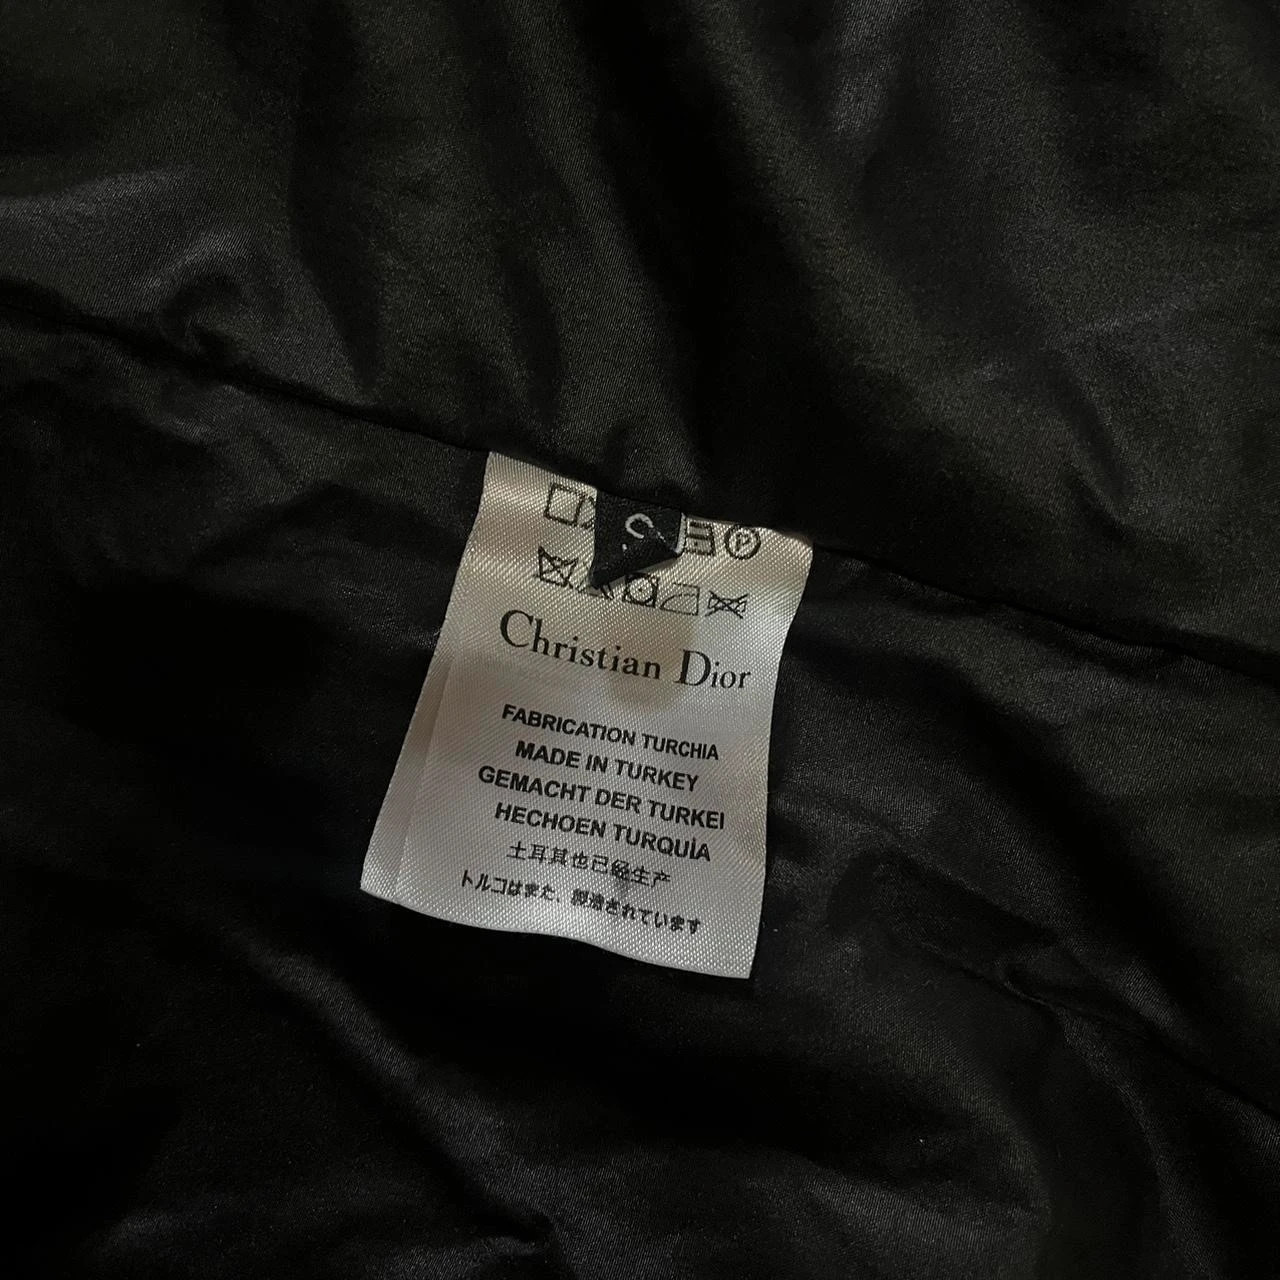 P
Christian Dior
FABRICATION TURCHIA
MADE IN TURKEY
GEMACHT DER TURKEI
HECHOEN TURQUİA
土耳其也已经生产
トルコはまた、製造されています